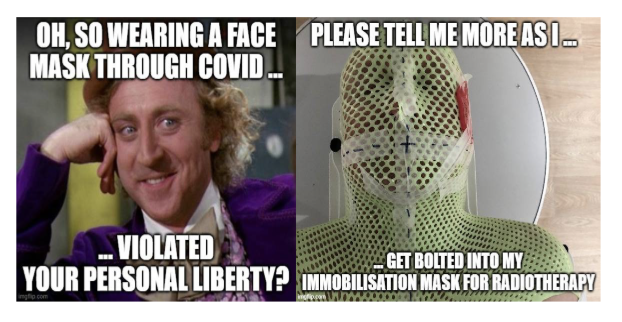 OH, SO WEARING A FACE
MASK THROUGH COVID ...
... VIOLATED
YOUR PERSONAL LIBERTY?
imgflip.com
PLEASE TELL ME MORE AS I ...
... GET BOLTED INTO MY
IMMOBILISATION MASK FOR RADIOTHERAPY
imgflip.com